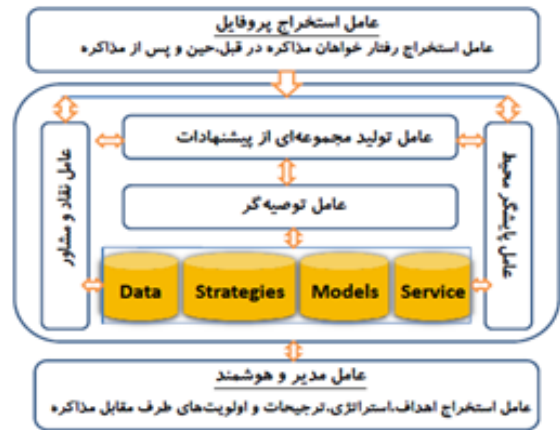 عامل استخراج پروفایل
عامل استخراج رفتار خواهان مذاکره در قبل،حین و پس از مذاکره
عامل تولید مجموعه‌ای از پیشنهادات
عامل پایشگر محیط
عامل نقاد و مشاور
عامل توصیه‌گر
Data
Strategies
Models
Service
عامل مدیر و هوشمند
عامل استخراج اهداف،استراتژی،ترجیحات و اولویت‌های طرف مقابل مذاکره